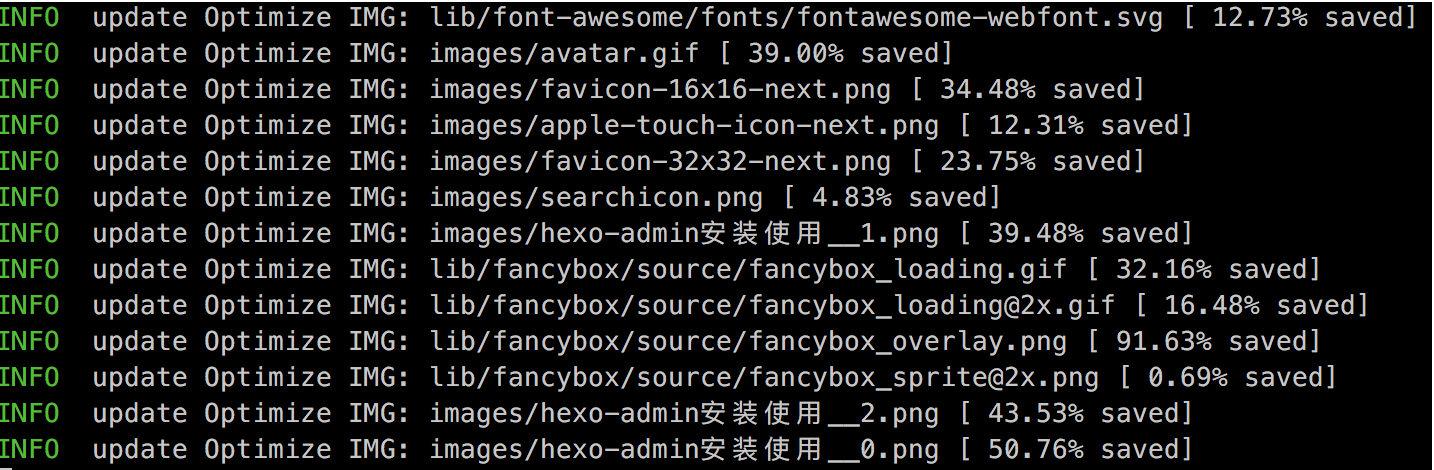 INFO  update Optimize IMG: lib/font-awesome/fonts/fontawesome-webfont.svg [ 12.73% saved]
INFO  update Optimize IMG: images/avatar.gif [ 39.00% saved]
INFO  update Optimize IMG: images/favicon-16x16-next.png [ 34.48% saved]
INFO  update Optimize IMG: images/apple-touch-icon-next.png [ 12.31% saved]
INFO  update Optimize IMG: images/favicon-32x32-next.png [ 23.75% saved]
INFO  update Optimize IMG: images/searchicon.png [ 4.83% saved]
INFO  update Optimize IMG: images/hexo-admin安装使用__1.png [ 39.48% saved]
INFO  update Optimize IMG: lib/fancybox/source/fancybox_loading.gif [ 32.16% saved]
INFO  update Optimize IMG: lib/fancybox/source/fancybox_loading@2x.gif [ 16.48% saved]
INFO  update Optimize IMG: lib/fancybox/source/fancybox_overlay.png [ 91.63% saved]
INFO  update Optimize IMG: lib/fancybox/source/fancybox_sprite@2x.png [ 0.69% saved]
INFO  update Optimize IMG: images/hexo-admin安装使用__2.png [ 43.53% saved]
INFO  update Optimize IMG: images/hexo-admin安装使用__0.png [ 50.76% saved]